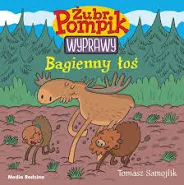 Żubr
Pompik
WYPRAWY
Bagienny łoś
Media Rodzina
Tomasz Samojlik